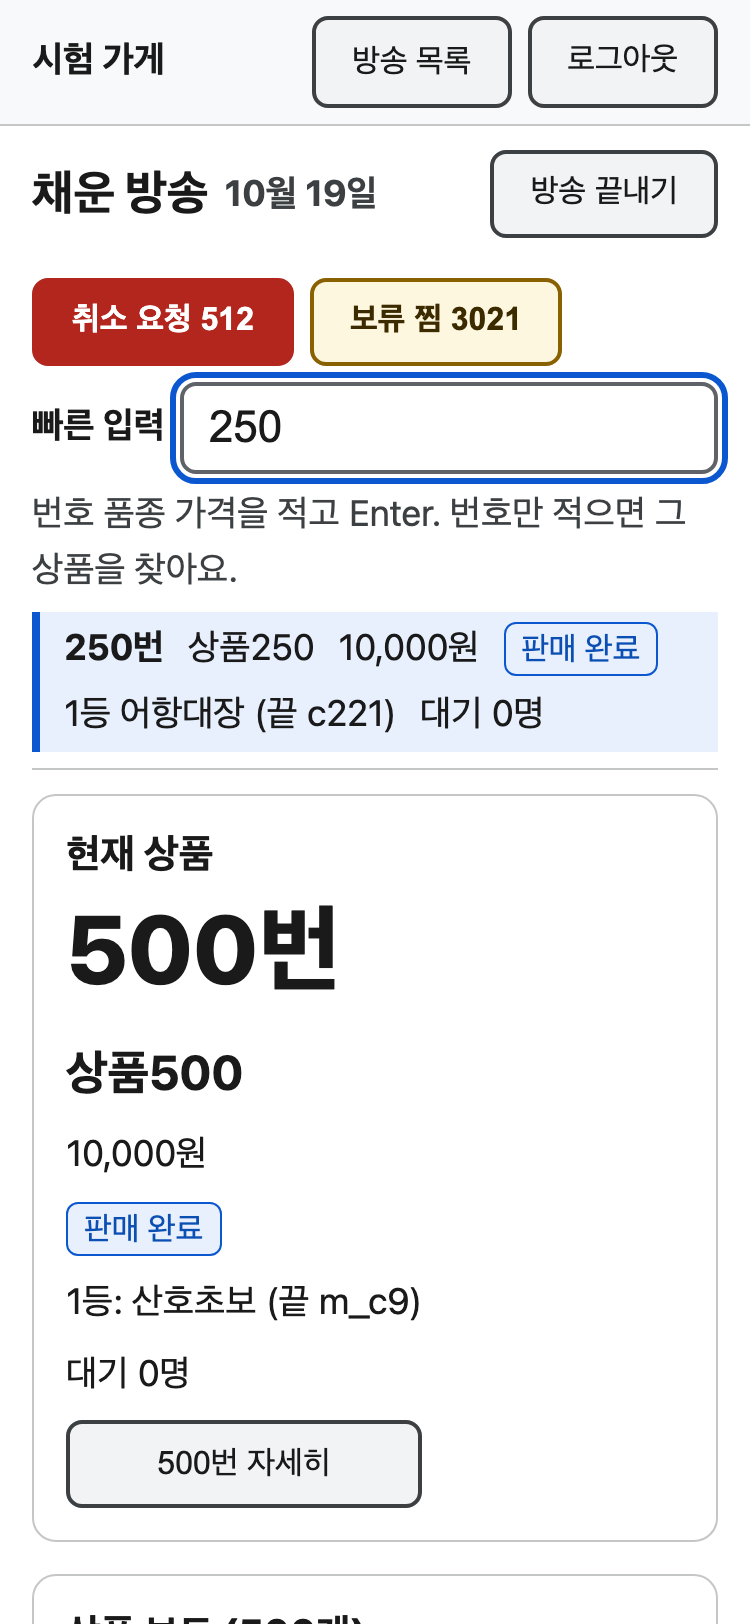 시험 가게 방송 목록 로그아웃
채운 방송 10월 19일 방송 끝내기
취소 요청 512 보류 찜 3021
빠른 입력 250
번호 품종 가격을 적고 Enter. 번호만 적으면 그
상품을 찾아요.
250번 상품250 10,000원 판매 완료
1등 어항대장 (끝 c221) 대기 0명
현재 상품
500번
상품500
10,000원
판매 완료
1등: 산호초보 (끝 m_c9)
대기 0명
500번 자세히